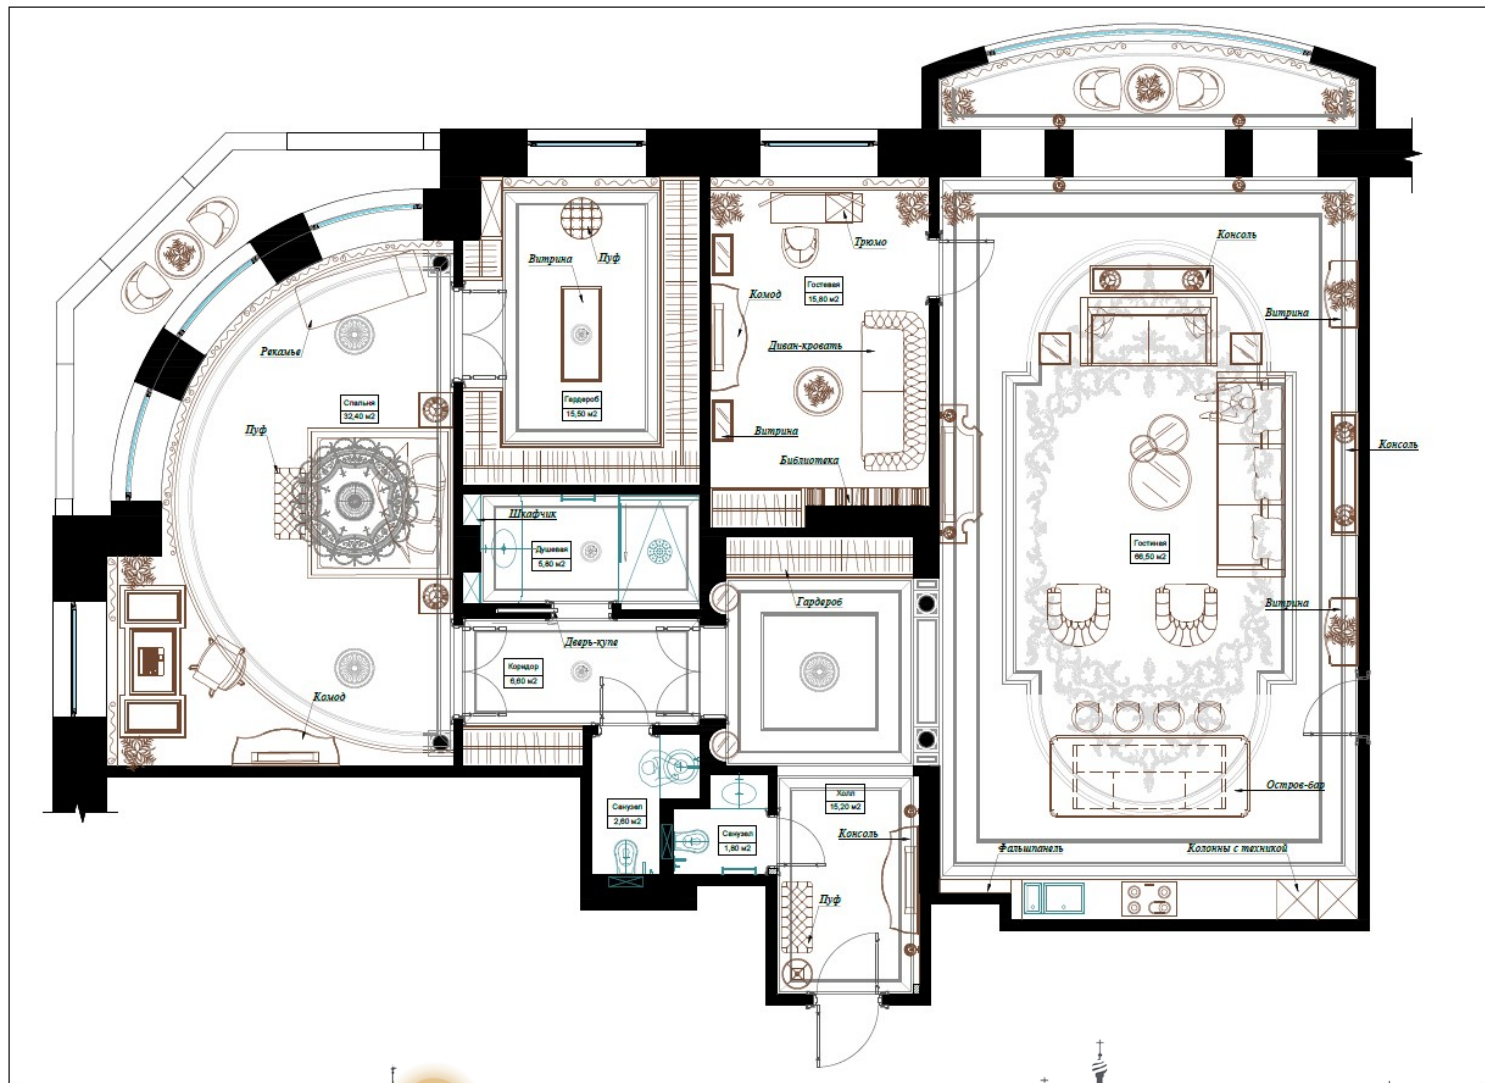 Консоль
Трюмо
Пуф
Витрина
Гостевая
15,80 м2
Комод
Витрина
Рекамье
Диван-кровать
Спальня
32,40 м2
Гардероб
15,50 м2
Пуф
Витрина
Консоль
Библиотека
Шкафчик
Душевая
5,80 м2
Гостиная
66,50 м2
Гардероб
Витрина
Дверь-купе
Коридор
6,60 м2
Комод
Остров-бар
Холл
15,20 м2
Санузел
2,60 м2
Санузел
1,80 м2
Консоль
Фальшпанель
Колонны с техникой
Пуф